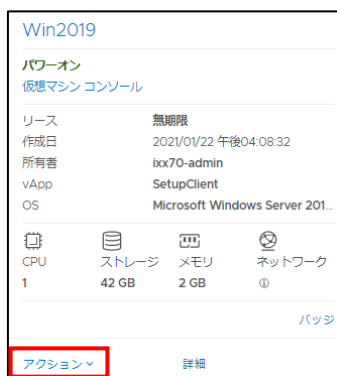 Win2019
パワーオン
仮想マシン コンソール
リース 無期限
作成日 2021/01/22 午後04:08:32
所有者 ixx70-admin
vApp SetupClient
OS Microsoft Windows Server 201...
CPU ストレージ メモリ ネットワーク
1 42 GB 2 GB
バッジ
アクション 詳細